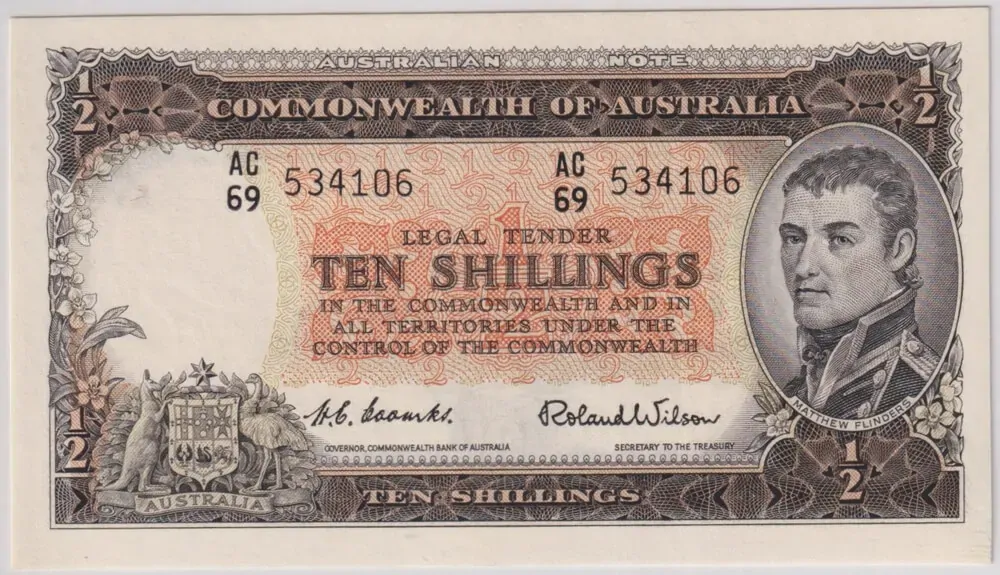 AUSTRALIAN NOTE
1/2
1/2
COMMONWEALTH OF AUSTRALIA
AC 69 534106
AC 69 534106
LEGAL TENDER
TEN SHILLINGS
IN THE COMMONWEALTH AND IN
ALL TERRITORIES UNDER THE
CONTROL OF THE COMMONWEALTH
H.C. Coombs.
Roland Wilson
GOVERNOR, COMMONWEALTH BANK OF AUSTRALIA
SECRETARY TO THE TREASURY
MATTHEW FLINDERS
1/2
1/2
AUSTRALIA
TEN SHILLINGS